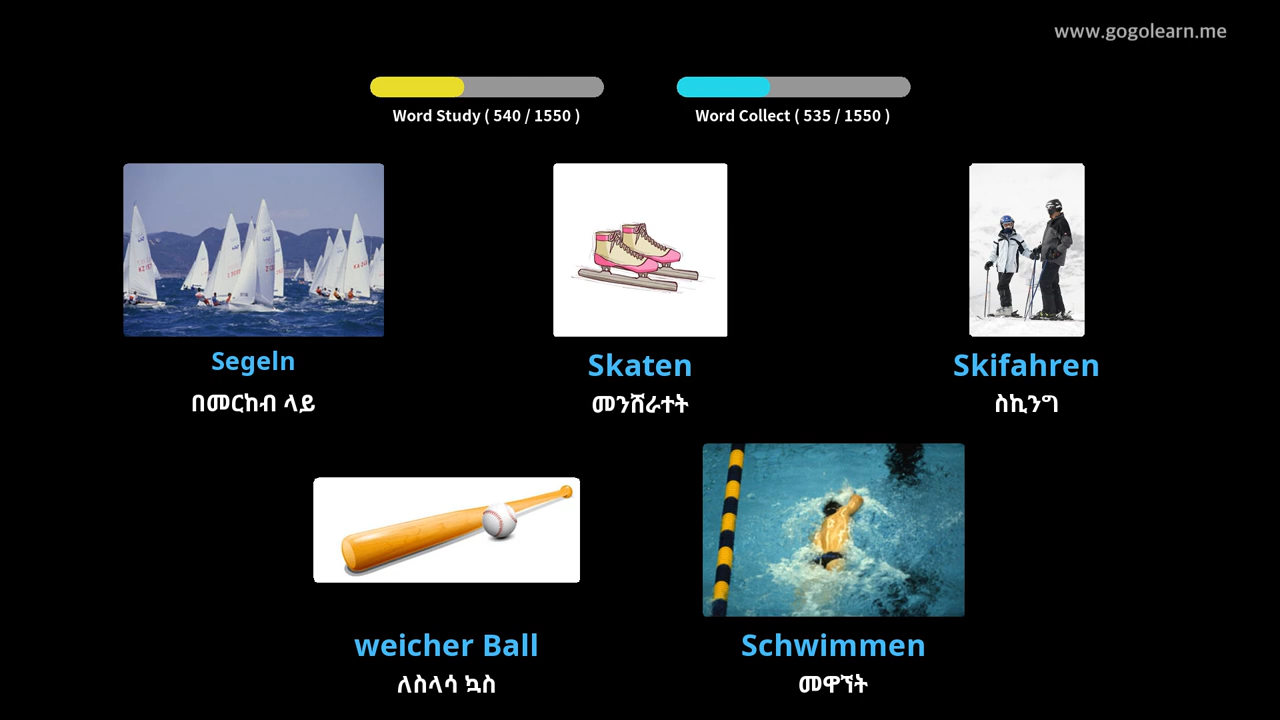 www.gogolearn.me
Word Study ( 540 / 1550 )
Word Collect ( 535 / 1550 )
Segeln
በመርከብ ላይ
Skaten
መንሸራተት
Skifahren
ስኪንግ
weicher Ball
ለስላሳ ኳስ
Schwimmen
መዋኘት